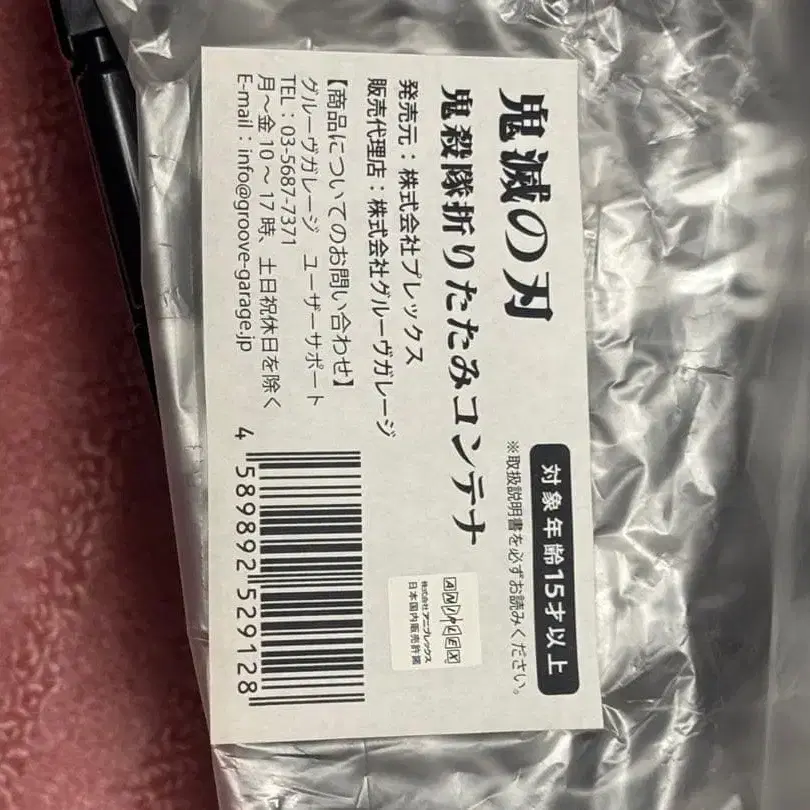 鬼滅の刃
対象年齢15才以上
※取扱説明書を必ずお読みください。
鬼殺隊折りたたみコンテナ
発売元：株式会社プレックス
販売代理店：株式会社グルーヴガレージ
【商品についてのお問い合わせ】
グルーヴガレージ ユーザーサポート
TEL：03-5687-7371
月〜金 10〜17時、土日祝休日を除く
E-mail：info@groove-garage.jp
ANIPLEX
株式会社アニプレックス
日本国内販売許諾
4 589892 529128